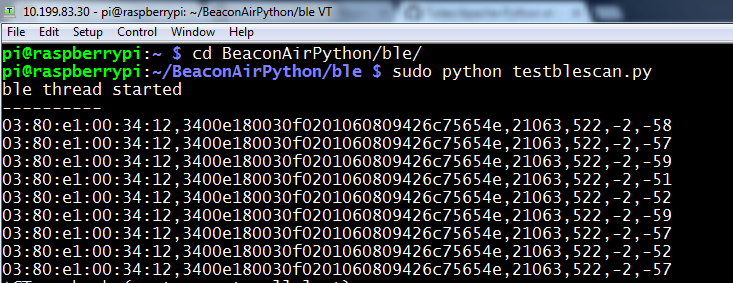 10.199.83.30 - pi@raspberrypi: ~/BeaconAirPython/ble VT
File Edit Setup Control Window Help
pi@raspberrypi:~ $ cd BeaconAirPython/ble/
pi@raspberrypi:~/BeaconAirPython/ble $ sudo python testblescan.py
ble thread started
----------
03:80:e1:00:34:12,3400e180030f0201060809426c75654e,21063,522,-2,-58
03:80:e1:00:34:12,3400e180030f0201060809426c75654e,21063,522,-2,-57
03:80:e1:00:34:12,3400e180030f0201060809426c75654e,21063,522,-2,-59
03:80:e1:00:34:12,3400e180030f0201060809426c75654e,21063,522,-2,-51
03:80:e1:00:34:12,3400e180030f0201060809426c75654e,21063,522,-2,-52
03:80:e1:00:34:12,3400e180030f0201060809426c75654e,21063,522,-2,-59
03:80:e1:00:34:12,3400e180030f0201060809426c75654e,21063,522,-2,-57
03:80:e1:00:34:12,3400e180030f0201060809426c75654e,21063,522,-2,-52
03:80:e1:00:34:12,3400e180030f0201060809426c75654e,21063,522,-2,-57